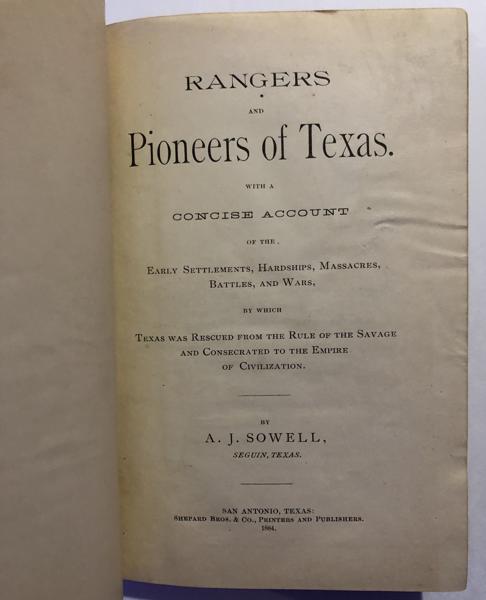 RANGERS
AND
Pioneers of Texas.
WITH A
CONCISE ACCOUNT
OF THE
EARLY SETTLEMENTS, HARDSHIPS, MASSACRES,
BATTLES, AND WARS,
BY WHICH
TEXAS WAS RESCUED FROM THE RULE OF THE SAVAGE
AND CONSECRATED TO THE EMPIRE
OF CIVILIZATION.
BY
A. J. SOWELL,
SEGUIN, TEXAS.
SAN ANTONIO, TEXAS:
SHEPARD BROS. & CO., PRINTERS AND PUBLISHERS.
1884.